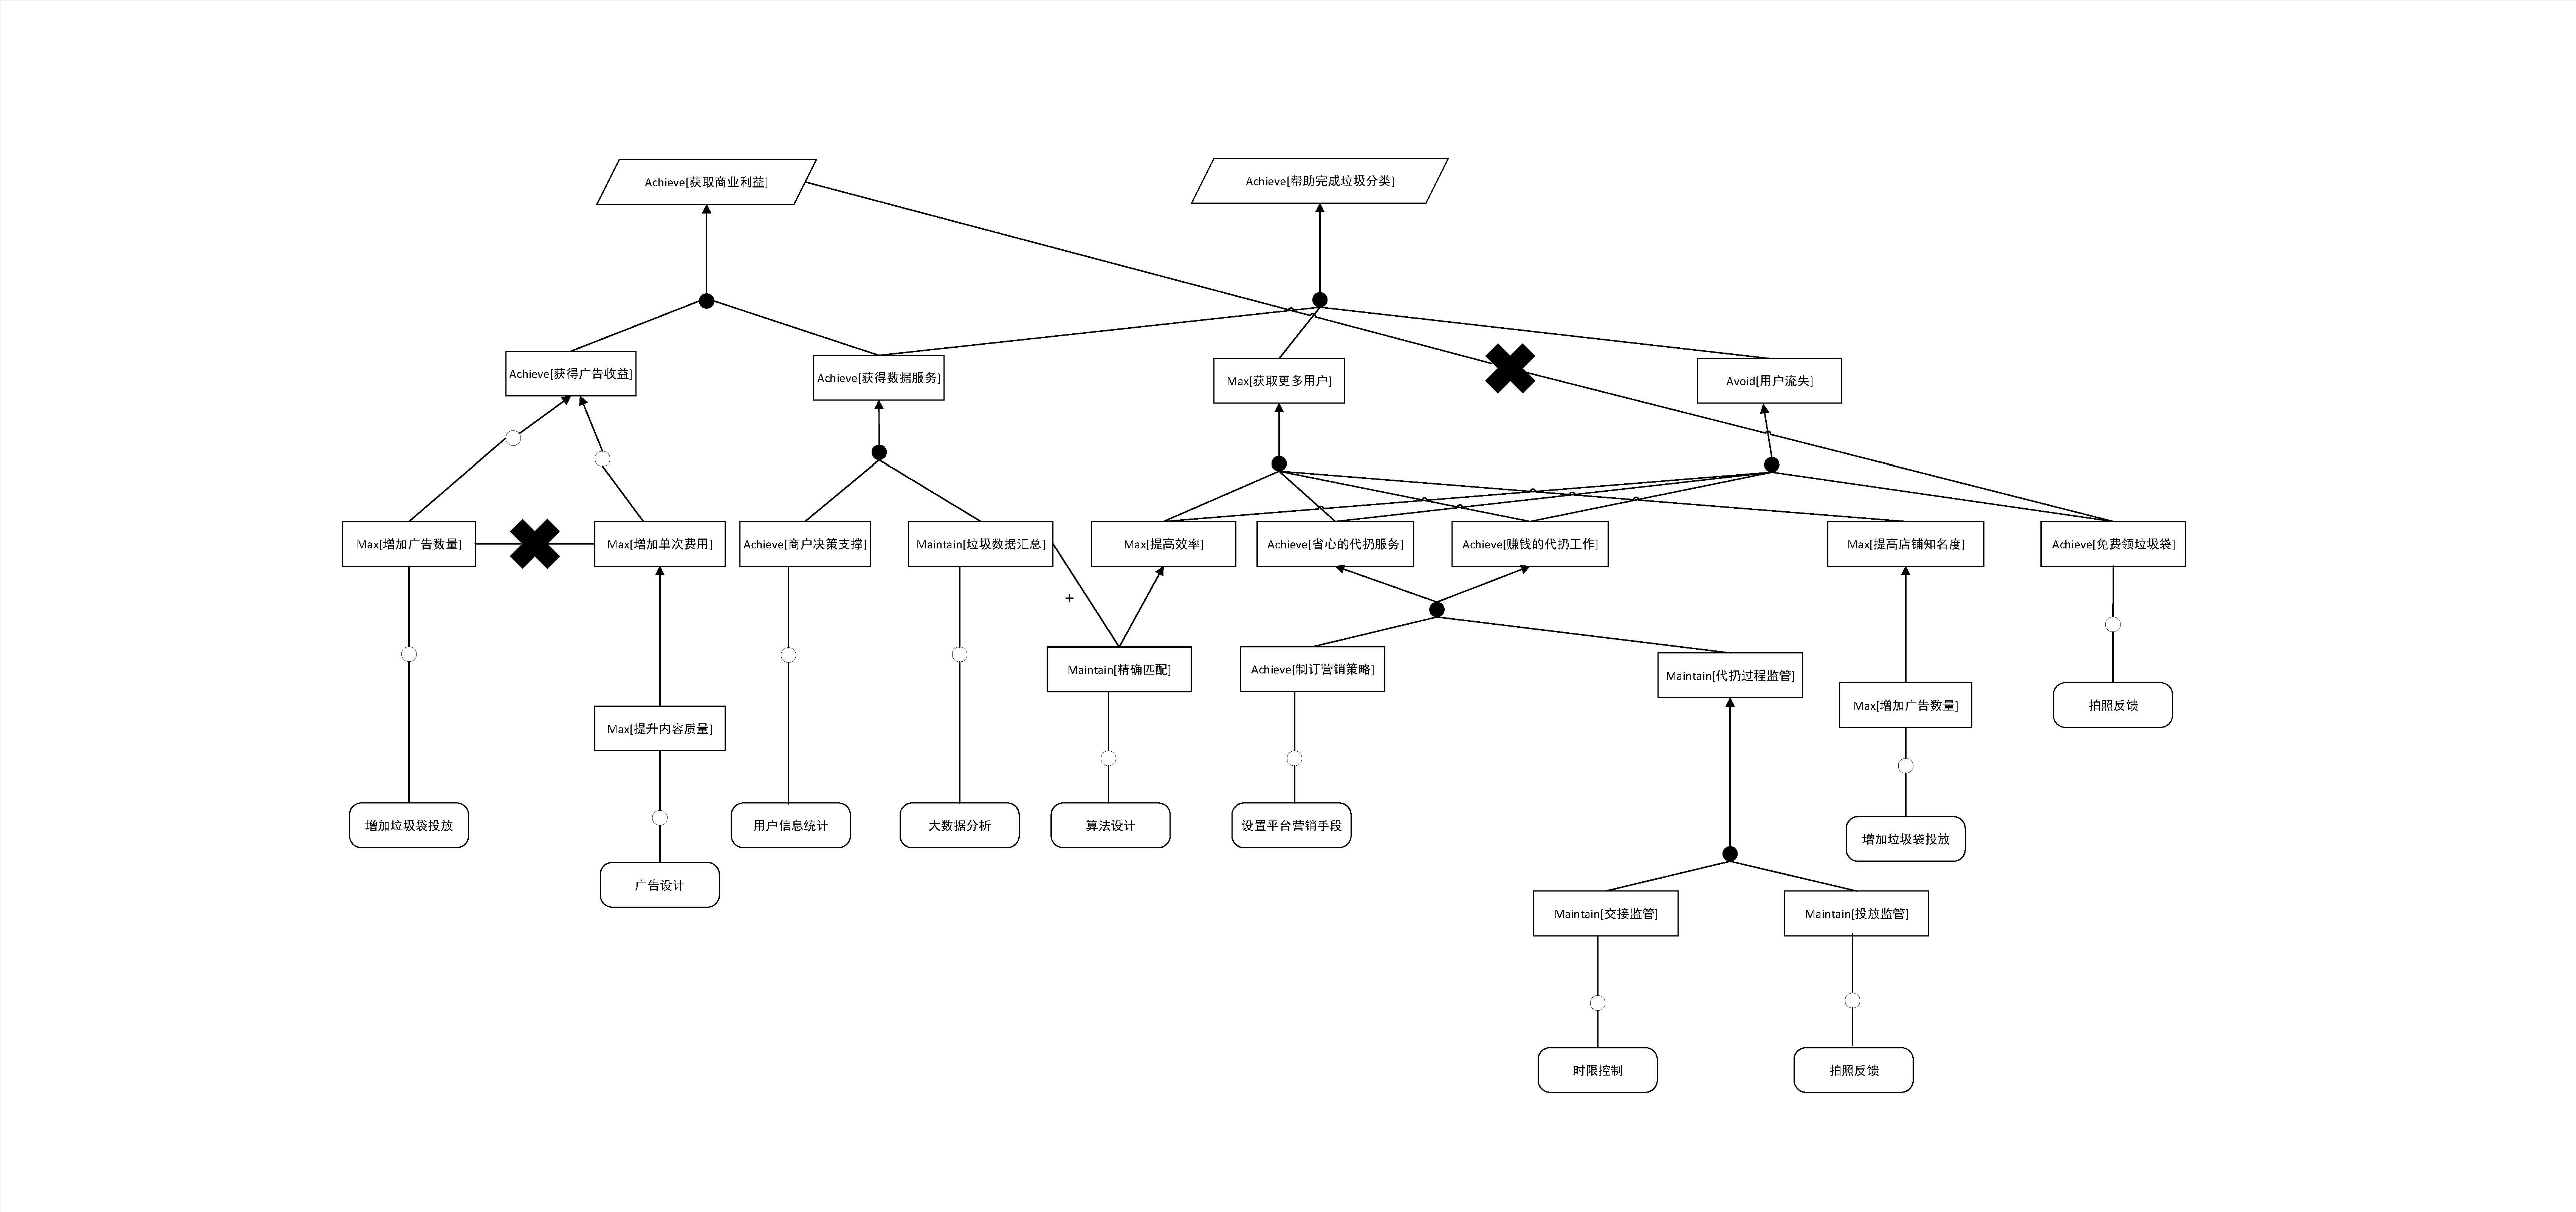 Achieve[获取商业利益]
Achieve[帮助完成垃圾分类]
Achieve[获得广告收益]
Achieve[获得数据服务]
Max[获取更多用户]
Avoid[用户流失]
Max[增加广告数量]
Max[增加单次费用]
Achieve[商户决策支撑]
Maintain[垃圾数据汇总]
Max[提高效率]
Achieve[省心的代扔服务]
Achieve[赚钱的代扔工作]
Max[提高店铺知名度]
Achieve[免费领垃圾袋]
+
Maintain[精确匹配]
Achieve[制订营销策略]
Maintain[代扔过程监管]
Max[增加广告数量]
拍照反馈
Max[提升内容质量]
增加垃圾袋投放
用户信息统计
大数据分析
算法设计
设置平台营销手段
增加垃圾袋投放
广告设计
Maintain[交接监管]
Maintain[投放监管]
时限控制
拍照反馈